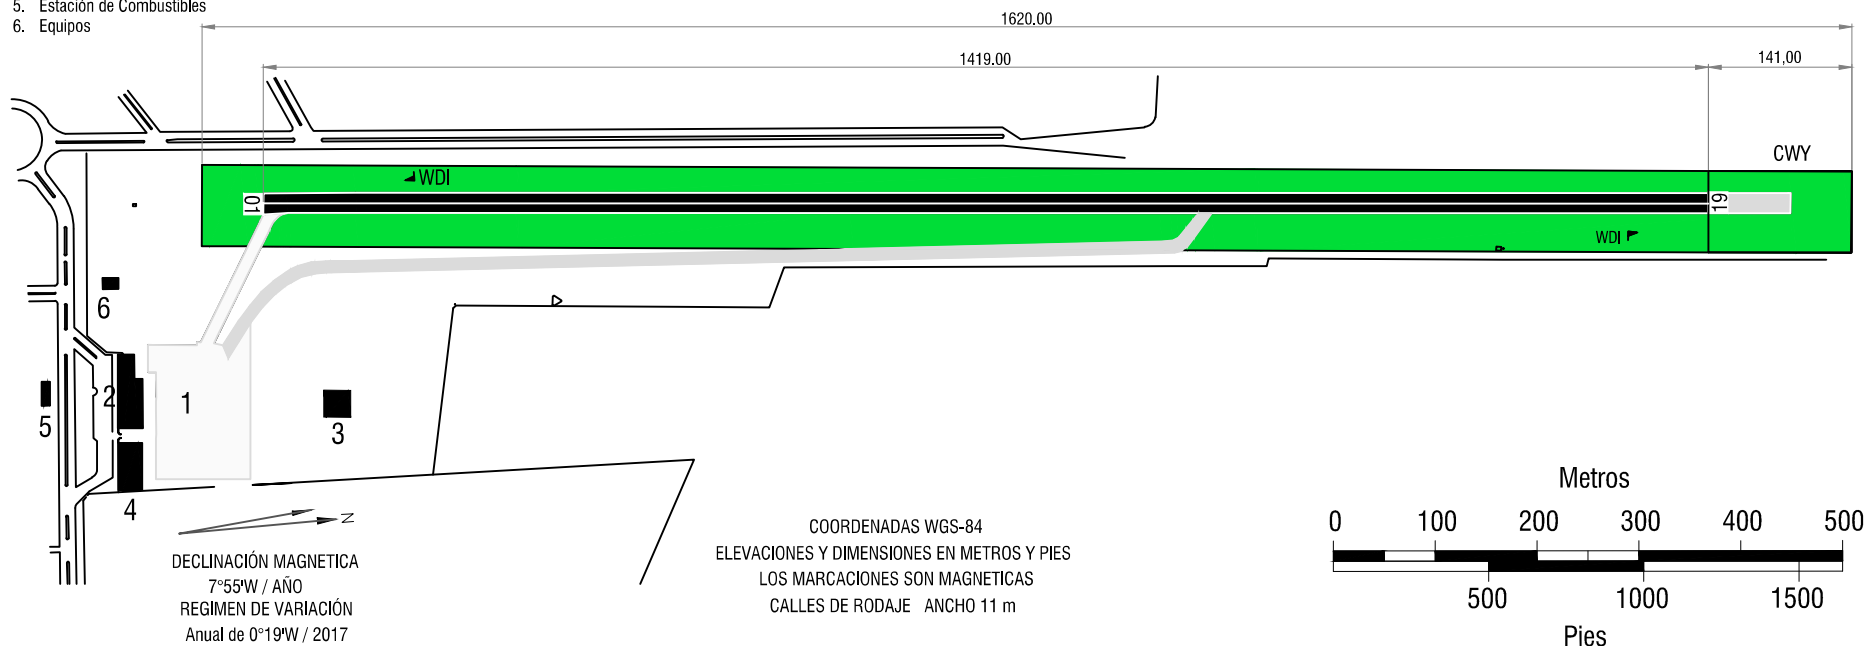 5. Estación de Combustibles
6. Equipos
1620.00
1419.00
141,00
CWY
WDI
01
19
WDI
6
2
1
5
3
4
N
DECLINACIÓN MAGNETICA
7°55'W / AÑO
REGIMEN DE VARIACIÓN
Anual de 0°19'W / 2017
COORDENADAS WGS-84
ELEVACIONES Y DIMENSIONES EN METROS Y PIES
LOS MARCACIONES SON MAGNETICAS
CALLES DE RODAJE ANCHO 11 m
Metros
0 100 200 300 400 500
500 1000 1500
Pies